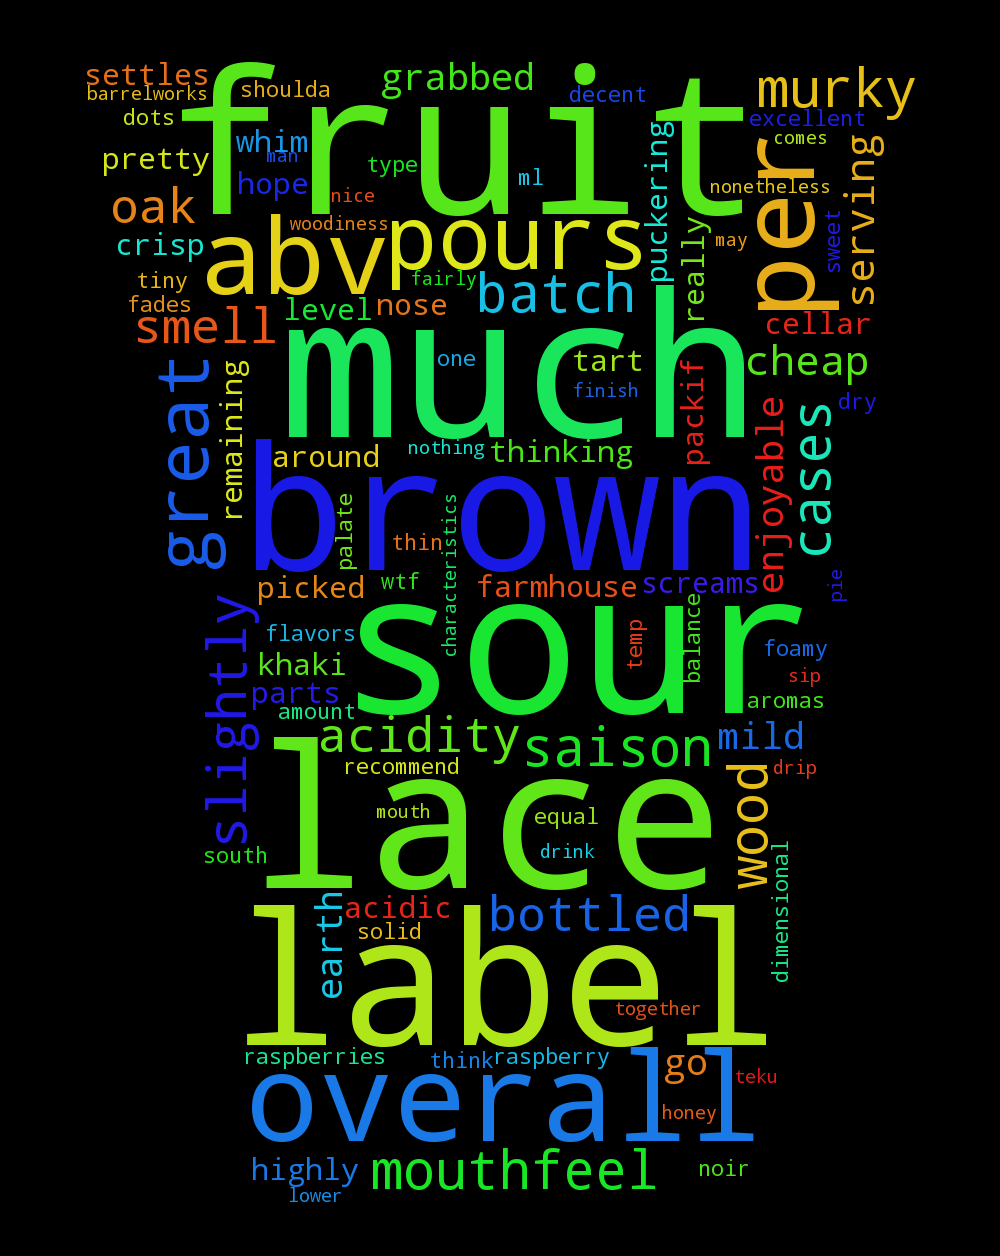 settles
barrelworks
shoulda
grabbed
decent
murky
fruit
dots
whim
excellent
comes
pretty
man
type
ml
puckering
per
serving
hope
nice
nonetheless
oak
woodiness
crisp
abv
pours
really
may
sweet
tiny
fairly
batch
fades
level
nose
smell
cellar
much
one
tart
cheap
great
remaining
finish
packif
enjoyable
cases
dry
around
nothing
thinking
brown
palate
thin
characteristics
picked
wtf
farmhouse
screams
pie
sour
slightly
flavors
temp
balance
foamy
khaki
sip
parts
amount
aromas
acidity
saison
mild
recommend
wood
drip
lace
mouth
equal
south
drink
dimensional
earth
acidic
bottled
solid
label
together
raspberries
think
raspberry
go
teku
overall
honey
highly
mouthfeel
noir
lower